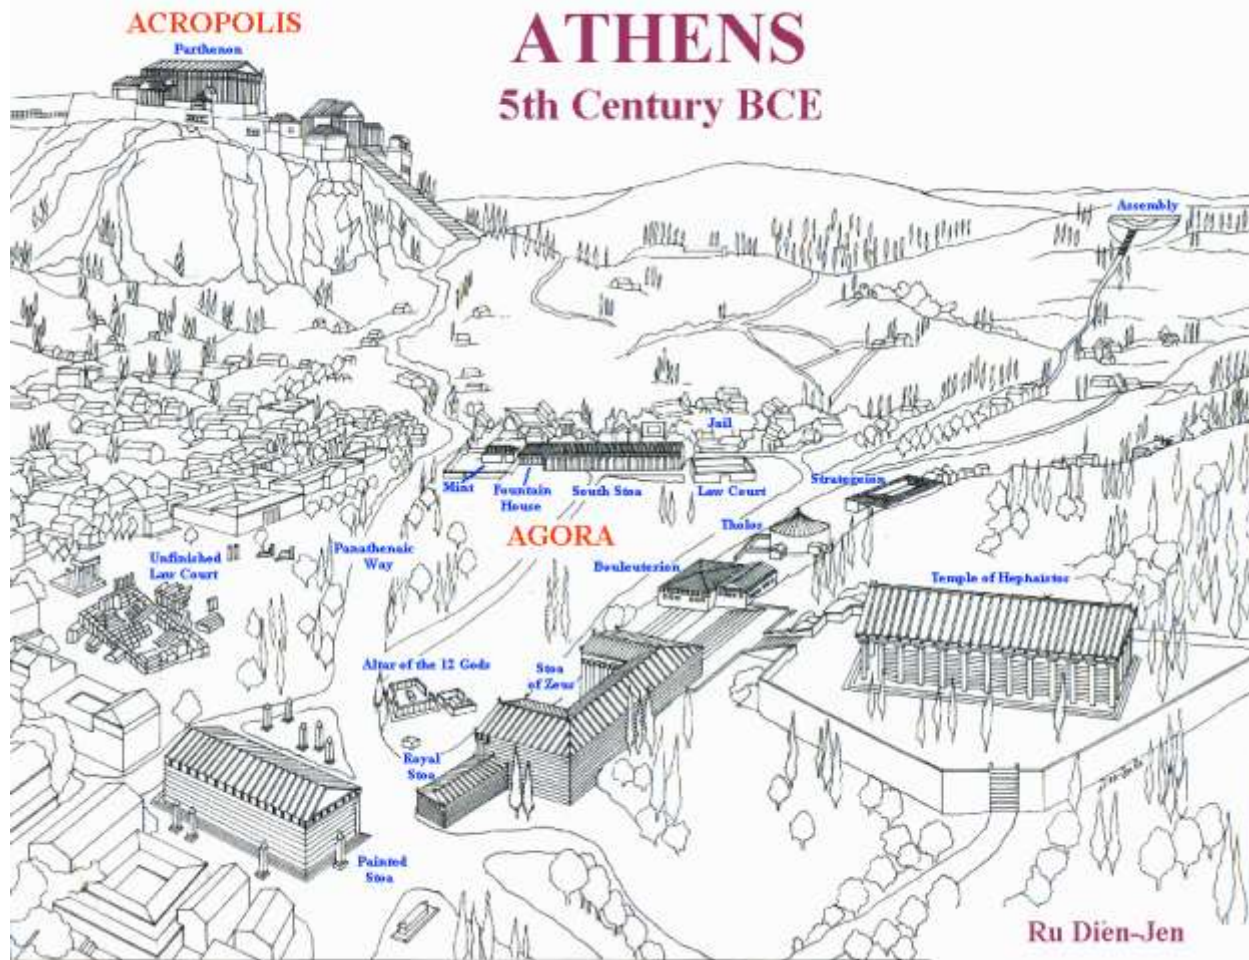 ACROPOLIS
Parthenon
ATHENS
5th Century BCE
Assembly
Jail
Mint
Fountain
House
South Stoa
Law Court
Strategeion
AGORA
Tholos
Unfinished
Law Court
Panathenaic
Way
Bouleuterion
Temple of Hephaistos
Altar of the 12 Gods
Stoa
of Zeus
Royal
Stoa
Painted
Stoa
Ru Dien-Jen